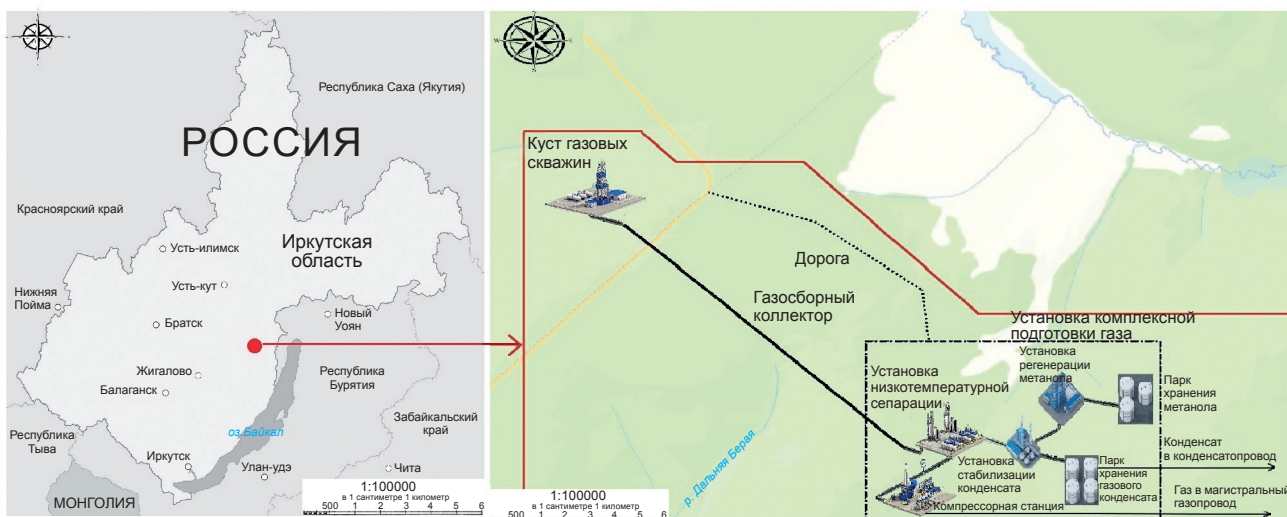 N
W
E
S
Республика Саха (Якутия)
РОССИЯ
Красноярский край
Усть-илимск
Иркутская
область
Усть-кут
Нижняя
Пойма
Братск
Новый
Уоян
Жигалово
Балаганск
Республика
Бурятия
Забайкальский
край
оз.Байкал
Республика
Тыва
Иркутск
Улан-удэ
Чита
МОНГОЛИЯ
1:100000
в 1 сантиметре 1 километр
500 1 2 3 4 5 6
Куст газовых
скважин
Дорога
Газосборный
коллектор
Установка комплексной
подготовки газа
Установка
регенерации
метанола
Парк
хранения
метанола
Установка
низкотемпературной
сепарации
р. Дальняя Берая
Установка
стабилизации
конденсата
Парк
хранения
газового
конденсата
Конденсат
в конденсатопровод
Компрессорная станция
Газ в магистральный
газопровод
1:100000
в 1 сантиметре 1 километр
500 1 2 3 4 5 6